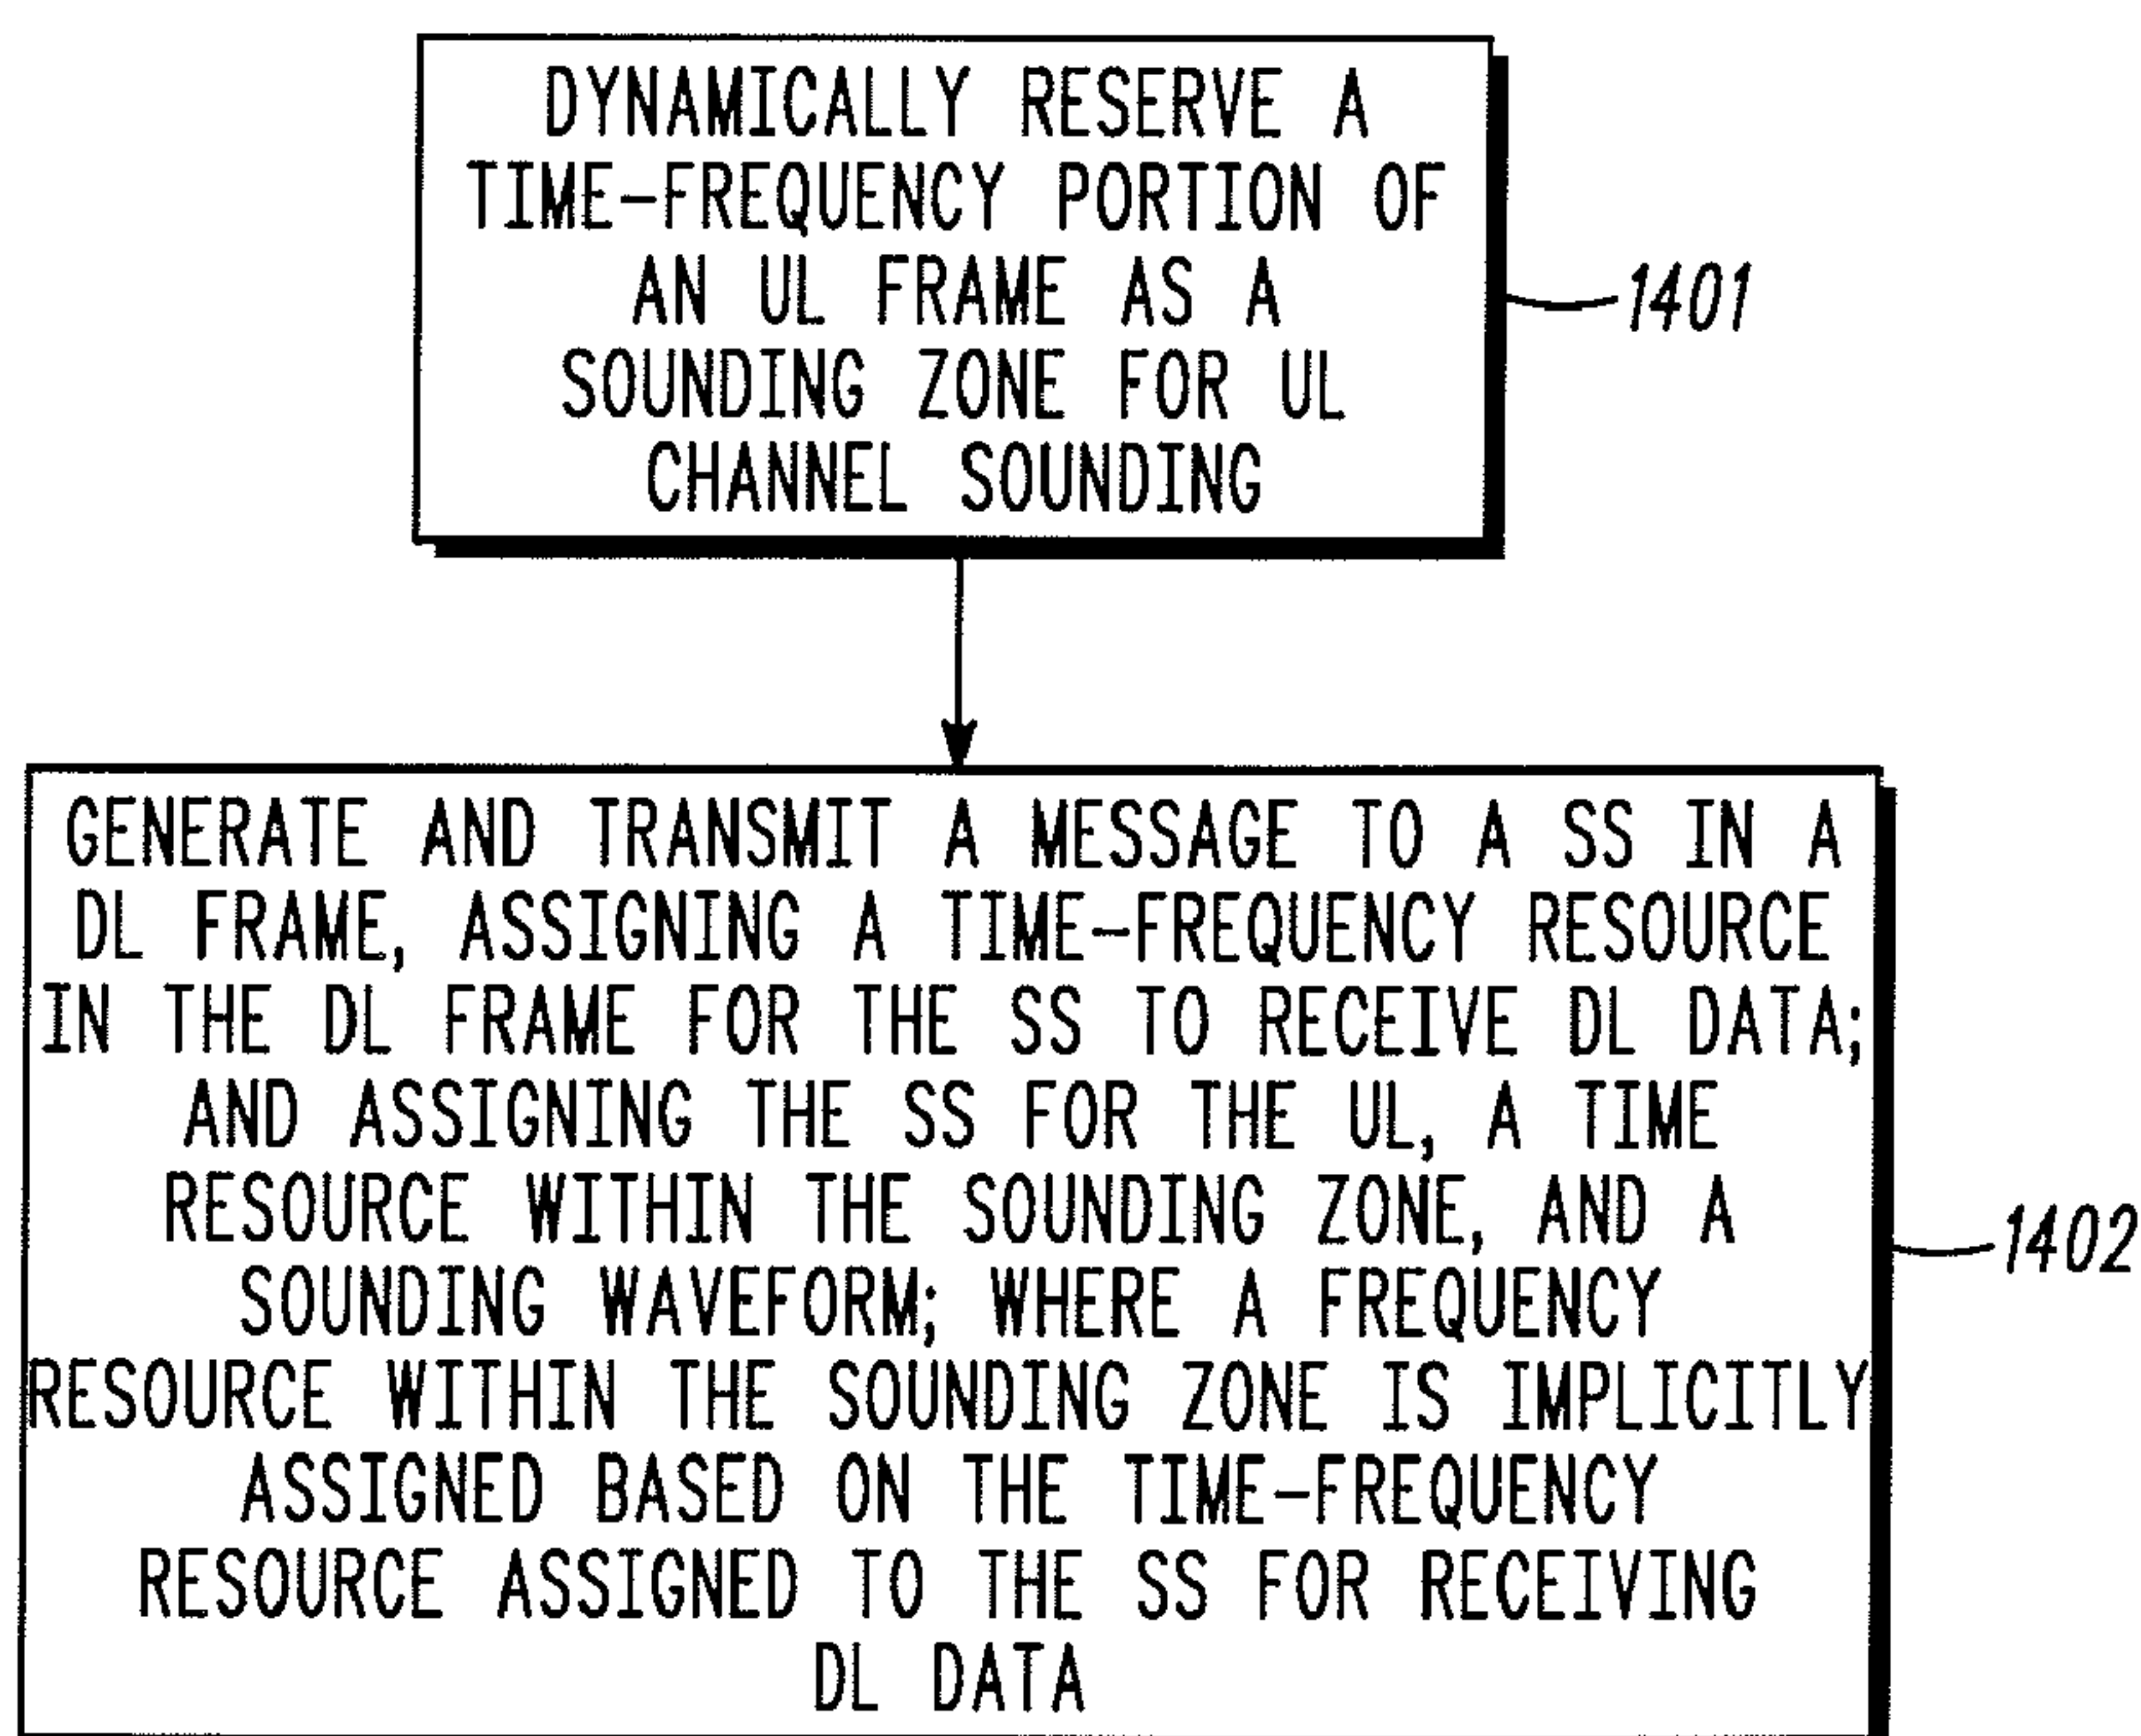 DYNAMICALLY RESERVE A
TIME-FREQUENCY PORTION OF
AN UL FRAME AS A
SOUNDING ZONE FOR UL
CHANNEL SOUNDING
1401
GENERATE AND TRANSMIT A MESSAGE TO A SS IN A
DL FRAME, ASSIGNING A TIME-FREQUENCY RESOURCE
IN THE DL FRAME FOR THE SS TO RECEIVE DL DATA;
AND ASSIGNING THE SS FOR THE UL, A TIME
RESOURCE WITHIN THE SOUNDING ZONE, AND A
SOUNDING WAVEFORM; WHERE A FREQUENCY
RESOURCE WITHIN THE SOUNDING ZONE IS IMPLICITLY
ASSIGNED BASED ON THE TIME-FREQUENCY
RESOURCE ASSIGNED TO THE SS FOR RECEIVING
DL DATA
1402